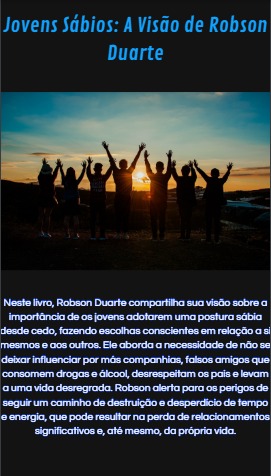 Jovens Sábios: A Visão de Robson
Duarte
Neste livro, Robson Duarte compartilha sua visão sobre a
importância de os jovens adotarem uma postura sábia
desde cedo, fazendo escolhas conscientes em relação a si
mesmos e aos outros. Ele aborda a necessidade de não se
deixar influenciar por más companhias, falsos amigos que
consomem drogas e álcool, desrespeitam os pais e levam
a uma vida desregrada. Robson alerta para os perigos de
seguir um caminho de destruição e desperdício de tempo
e energia, que pode resultar na perda de relacionamentos
significativos e, até mesmo, da própria vida.